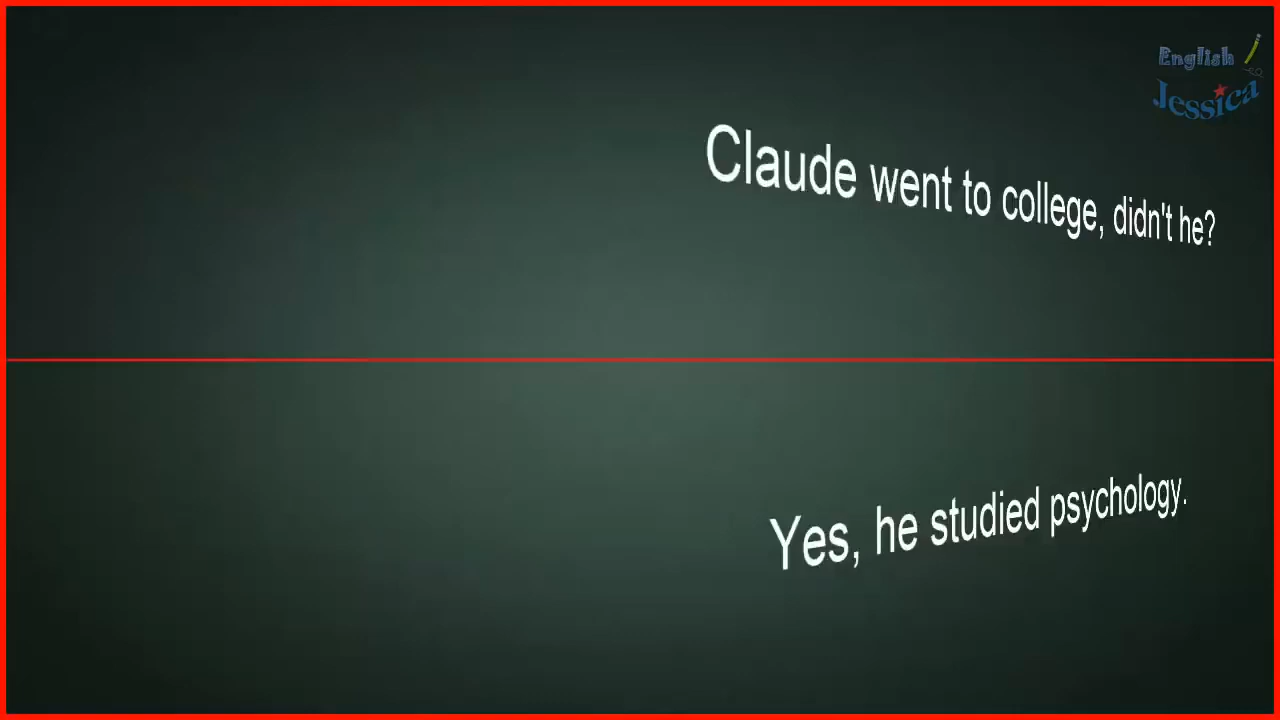 English
Jessica
Claude went to college, didn't he?
Yes, he studied psychology.